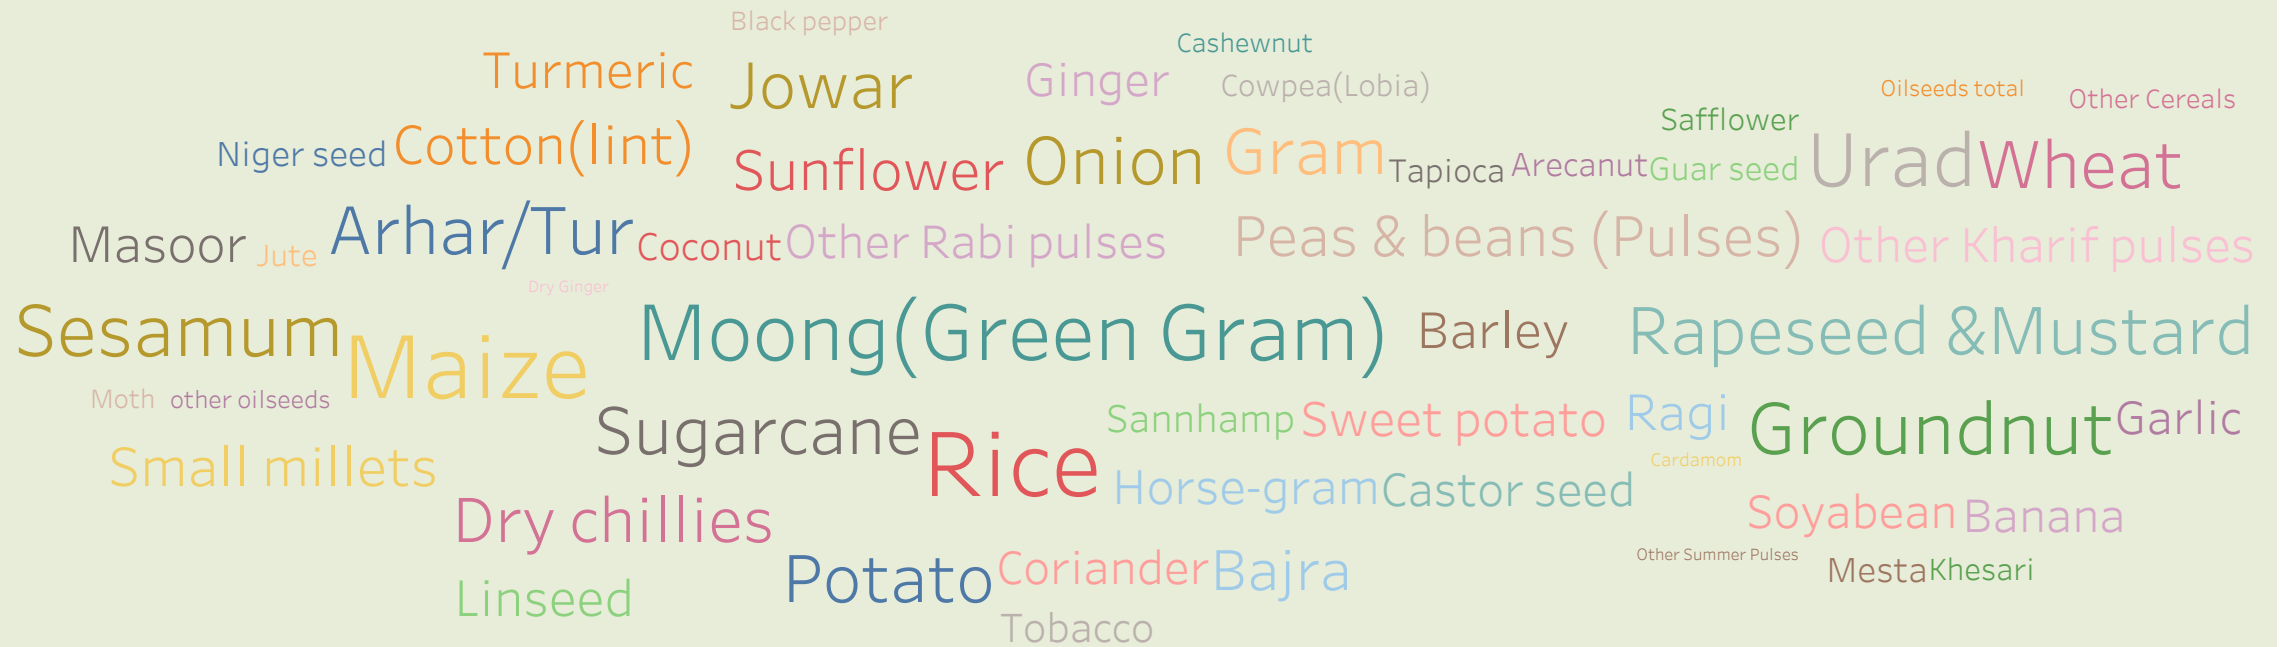 Black pepper
Cashewnut
Turmeric
Jowar
Ginger
Cowpea(Lobia)
Oilseeds total
Other Cereals
Safflower
Niger seed
Cotton(lint)
Sunflower
Onion
Gram
Tapioca
Arecanut
Guar seed
Urad
Wheat
Masoor
Jute
Arhar/Tur
Coconut
Other Rabi pulses
Peas & beans (Pulses)
Other Kharif pulses
Dry Ginger
Sesamum
Maize
Moong(Green Gram)
Barley
Rapeseed &Mustard
Moth
other oilseeds
Sugarcane
Rice
Sannhamp
Sweet potato
Ragi
Groundnut
Garlic
Cardamom
Small millets
Horse-gram
Castor seed
Dry chillies
Soyabean
Banana
Other Summer Pulses
Potato
Coriander
Bajra
Mesta
Khesari
Linseed
Tobacco